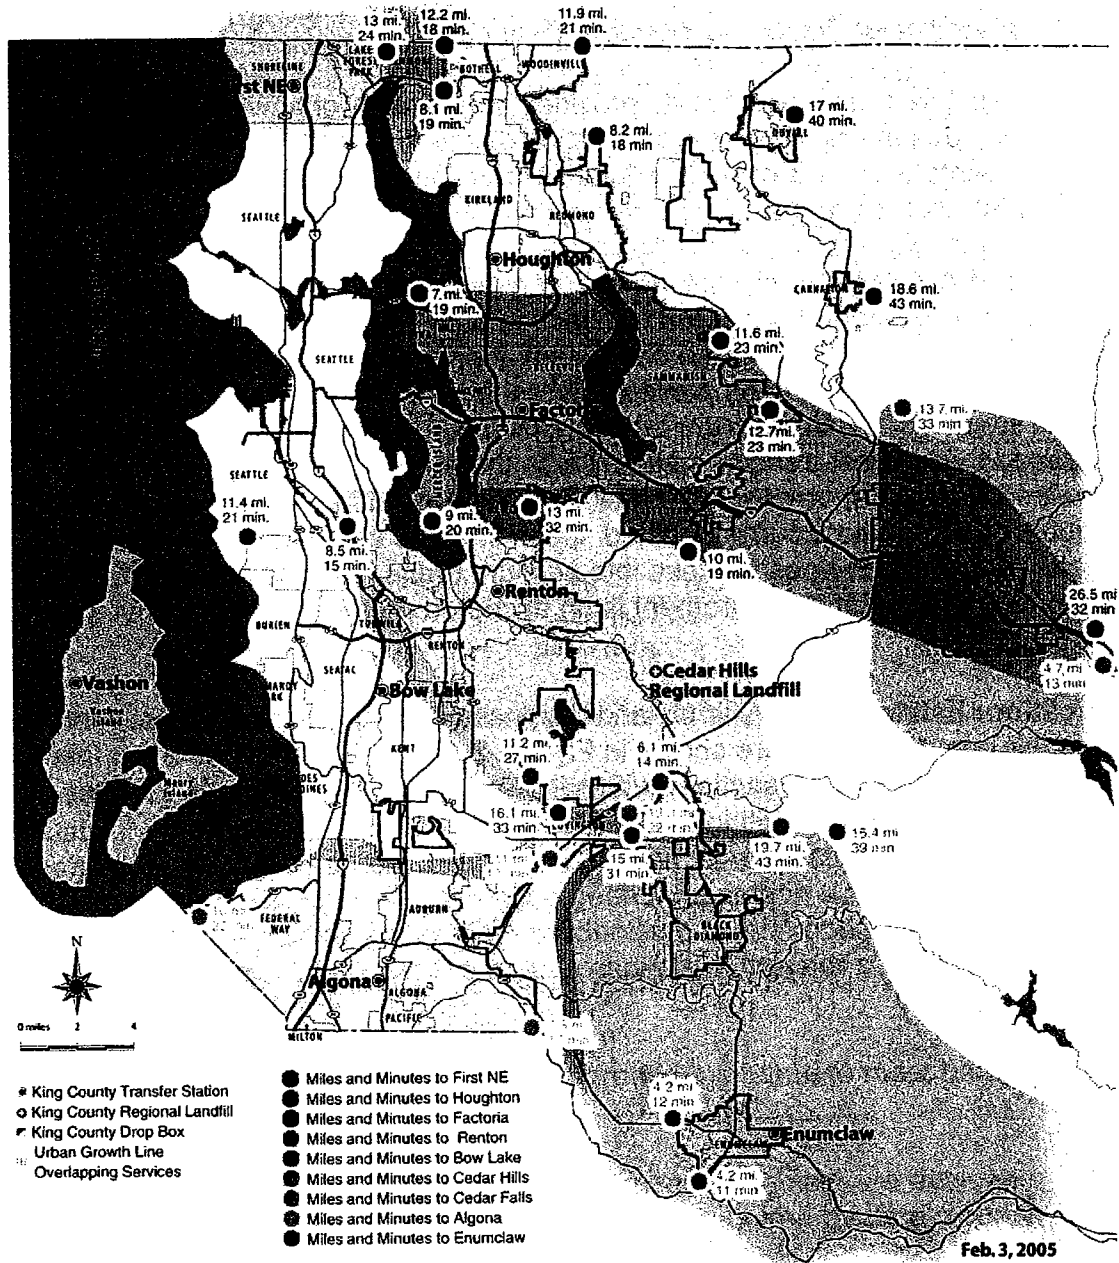 13 mi.
24 min.
12.2 mi.
18 min.
11.9 mi.
21 min.
SHORELINE
LAKE
FOREST
PARK
BOTHELL
WOODINVILLE
rst NE
8.1 mi.
19 min.
8.2 mi.
18 min
17 mi.
40 min.
DUVALL
SEATTLE
KIRKLAND
REDMOND
Houghton
7 mi.
19 min.
CARNATION
18.6 mi.
43 min.
SEATTLE
11.6 mi.
23 min.
SAMMAMISH
Factoria
12.7mi.
23 min.
13.7 mi.
33 min.
SEATTLE
11.4 mi.
21 min.
8.5 mi.
15 min.
9 mi.
20 min.
13 mi.
32 min.
10 mi.
19 min.
Renton
26.5 mi
32 min.
BURIEN
TUKWILA
RENTON
4.7 mi.
13 min
Vashon
Vashon
Island
SEATAC
Bow Lake
Cedar Hills
Regional Landfill
Maury
Island
KENT
11.2 mi.
27 min.
6.1 mi.
14 min.
DES
MOINES
16.1 mi.
33 min.
COVINGTON
15 mi.
31 min.
19.7 mi.
43 min.
15.4 mi
33 min
FEDERAL
WAY
AUBURN
BLACK
DIAMOND
N
Algona
ALGONA
PACIFIC
MILTON
0 miles 2 4
4.2 mi
12 min
Enumclaw
ENUMCLAW
4.2 mi
11 min
King County Transfer Station
King County Regional Landfill
King County Drop Box
Urban Growth Line
Overlapping Services
Miles and Minutes to First NE
Miles and Minutes to Houghton
Miles and Minutes to Factoria
Miles and Minutes to Renton
Miles and Minutes to Bow Lake
Miles and Minutes to Cedar Hills
Miles and Minutes to Cedar Falls
Miles and Minutes to Algona
Miles and Minutes to Enumclaw
Feb. 3, 2005